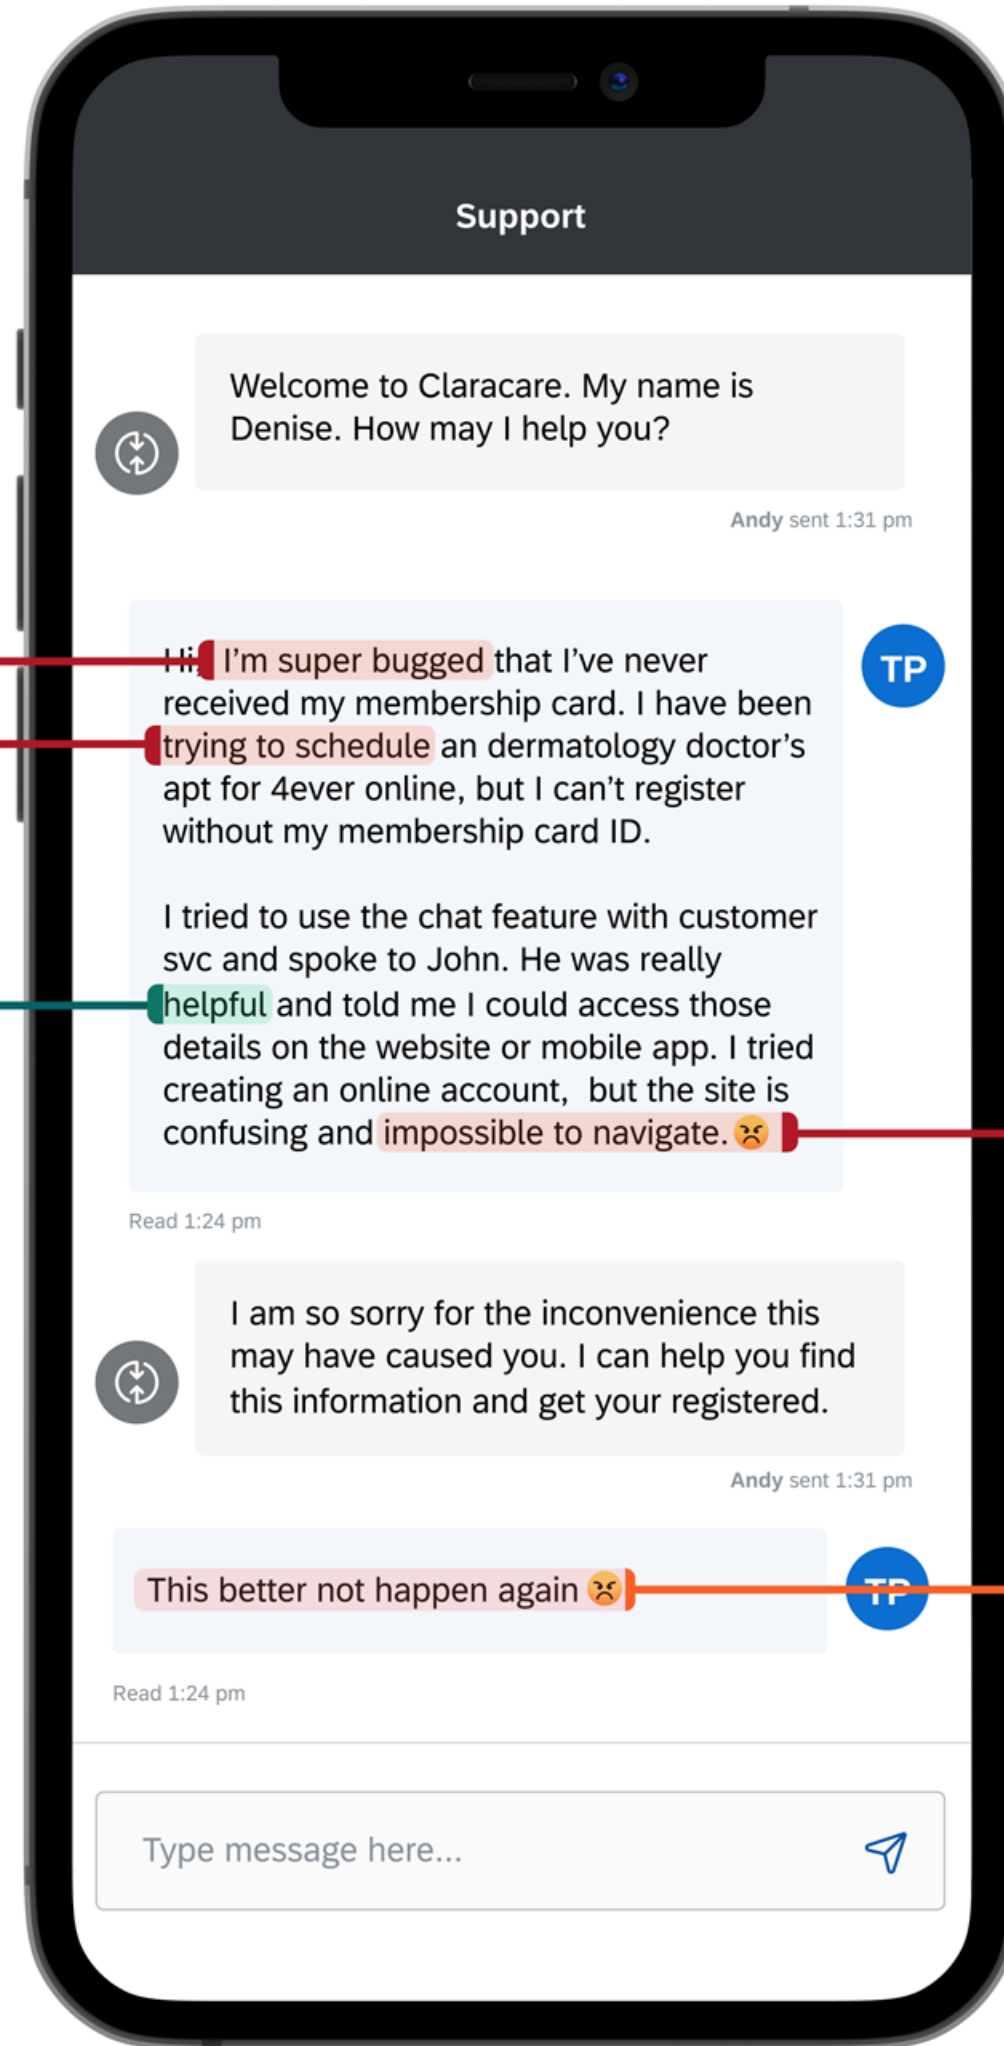 Support
Welcome to Claracare. My name is
Denise. How may I help you?
Andy sent 1:31 pm
Hi, I'm super bugged that I've never
received my membership card. I have been
trying to schedule an dermatology doctor's
apt for 4ever online, but I can't register
without my membership card ID.
I tried to use the chat feature with customer
svc and spoke to John. He was really
helpful and told me I could access those
details on the website or mobile app. I tried
creating an online account,  but the site is
confusing and impossible to navigate.😡
TP
Read 1:24 pm
I am so sorry for the inconvenience this
may have caused you. I can help you find
this information and get your registered.
Andy sent 1:31 pm
This better not happen again 😡
TP
Read 1:24 pm
Type message here...